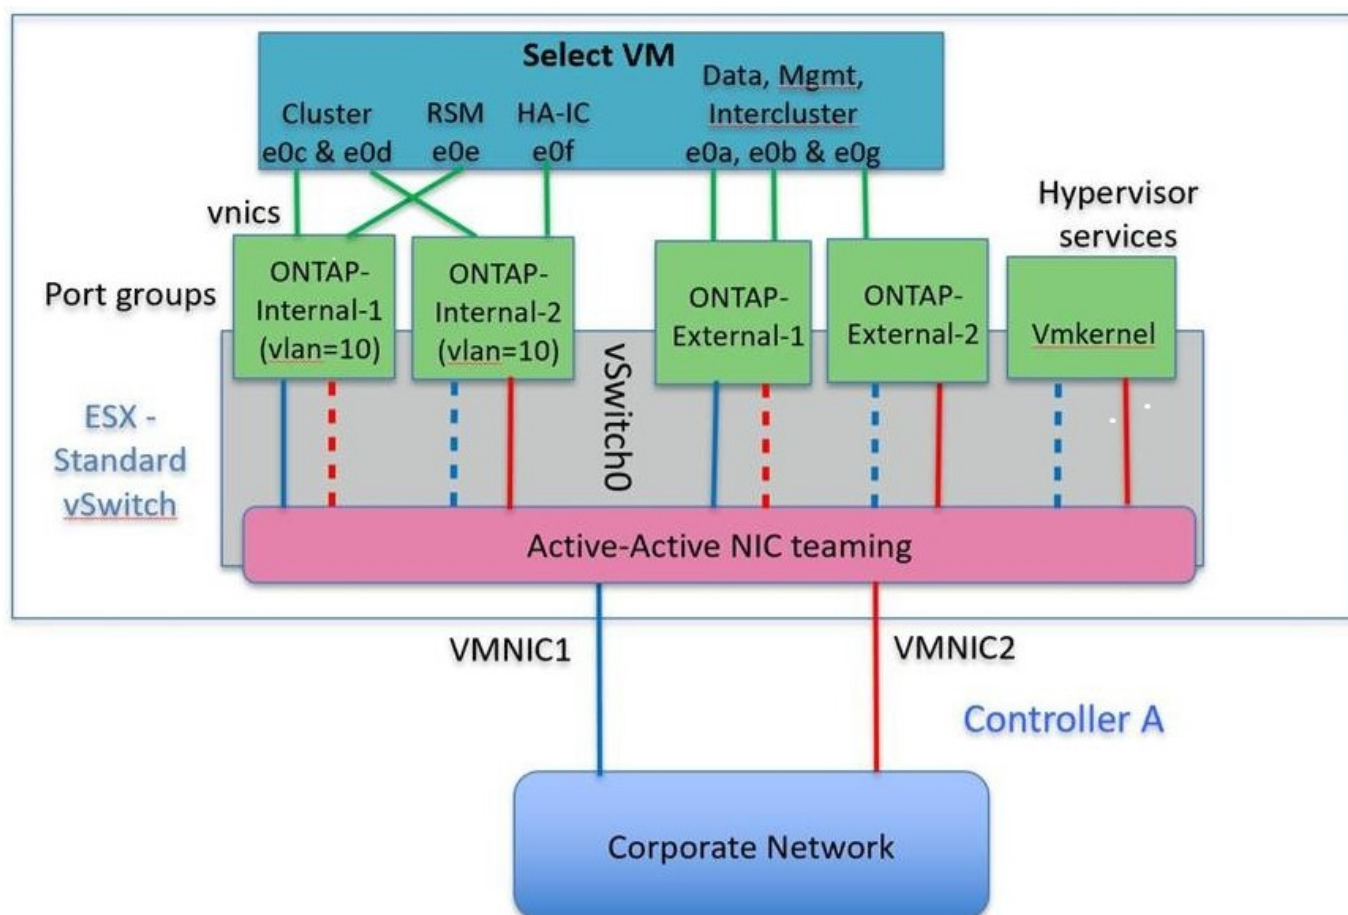 Select VM
Cluster
e0c & e0d
RSM
e0e
HA-IC
e0f
Data, Mgmt,
Intercluster
e0a, e0b & e0g
vnics
Hypervisor
services
Port groups
ONTAP-
Internal-1
(vlan=10)
ONTAP-
Internal-2
(vlan=10)
ONTAP-
External-1
ONTAP-
External-2
Vmkernel
vSwitch0
ESX -
Standard
vSwitch
Active-Active NIC teaming
VMNIC1
VMNIC2
Controller A
Corporate Network